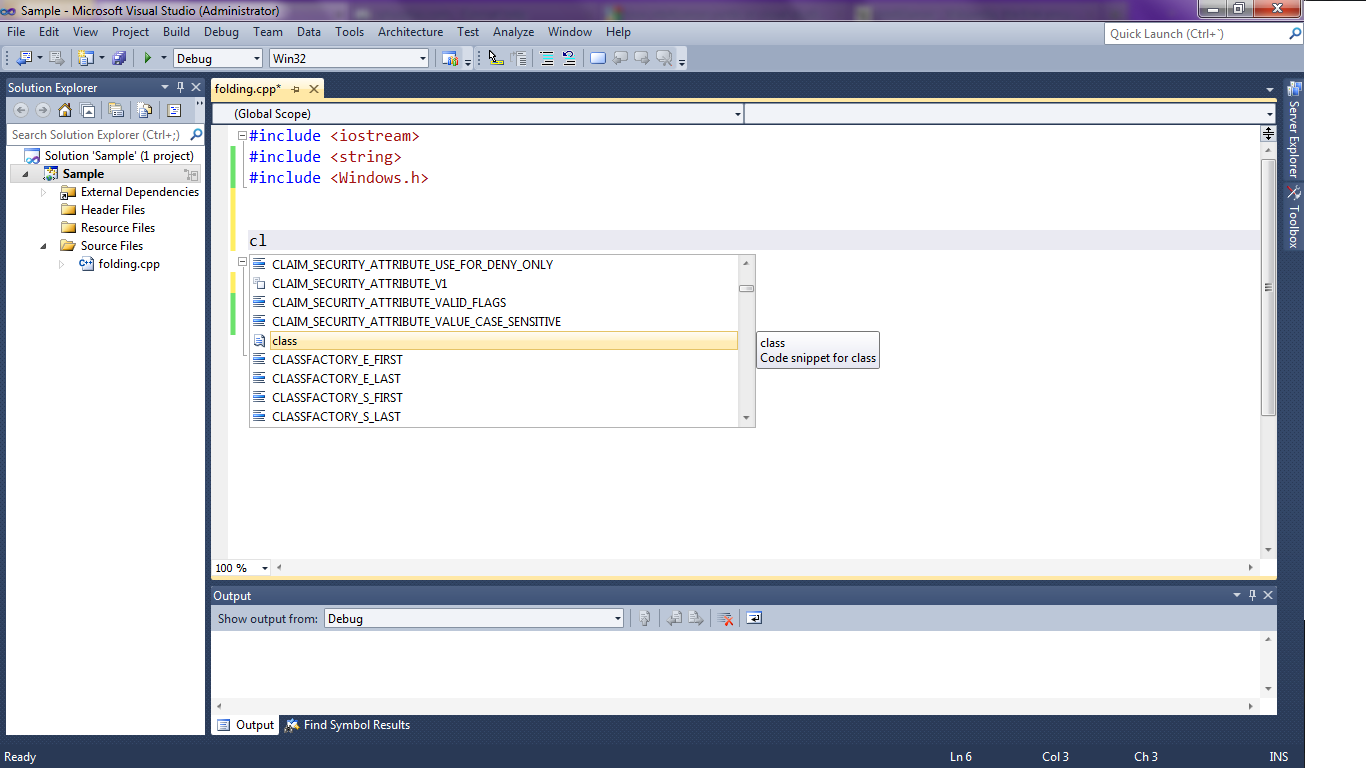 Sample - Microsoft Visual Studio (Administrator)
File Edit View Project Build Debug Team Data Tools Architecture Test Analyze Window Help
Quick Launch (Ctrl+`)
Debug Win32
Solution Explorer
folding.cpp*
(Global Scope)
Search Solution Explorer (Ctrl+;)
Solution 'Sample' (1 project)
Sample
External Dependencies
Header Files
Resource Files
Source Files
folding.cpp
#include <iostream>
#include <string>
#include <Windows.h>
cl
CLAIM_SECURITY_ATTRIBUTE_USE_FOR_DENY_ONLY
CLAIM_SECURITY_ATTRIBUTE_V1
CLAIM_SECURITY_ATTRIBUTE_VALID_FLAGS
CLAIM_SECURITY_ATTRIBUTE_VALUE_CASE_SENSITIVE
class
CLASSFACTORY_E_FIRST
CLASSFACTORY_E_LAST
CLASSFACTORY_S_FIRST
CLASSFACTORY_S_LAST
class
Code snippet for class
Server Explorer
Toolbox
100 %
Output
Show output from: Debug
Output Find Symbol Results
Ready Ln 6 Col 3 Ch 3 INS